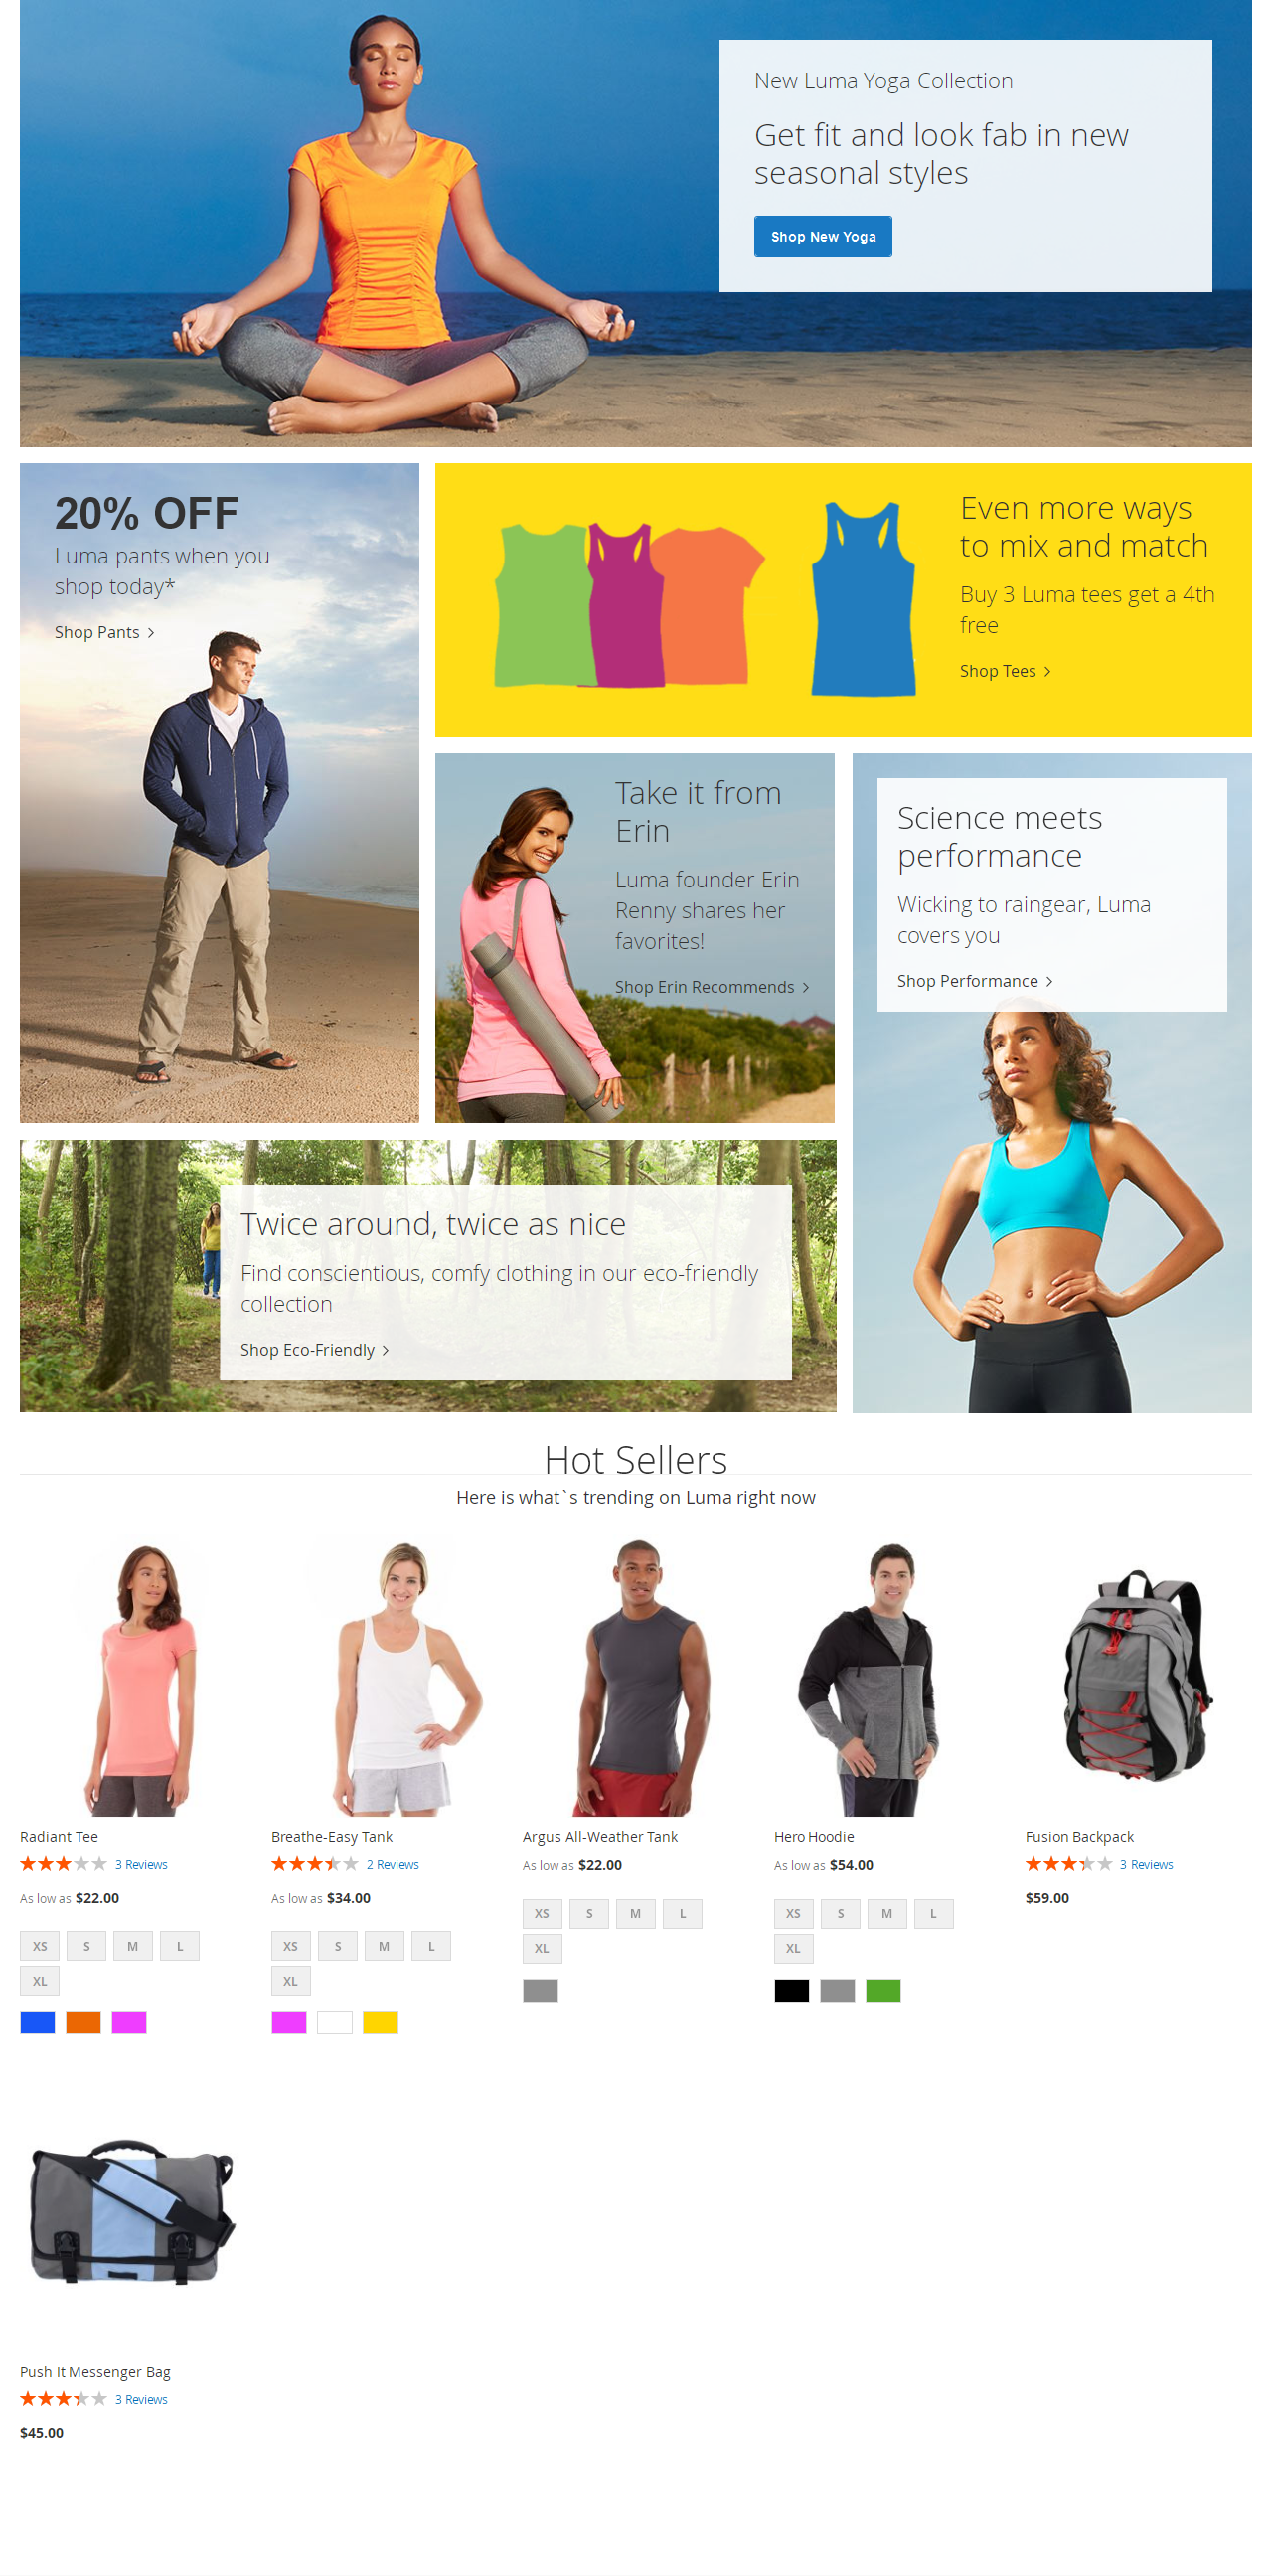 New Luma Yoga Collection
Get fit and look fab in new
seasonal styles
Shop New Yoga
20% OFF
Luma pants when you
shop today*
Shop Pants
Even more ways
to mix and match
Buy 3 Luma tees get a 4th
free
Shop Tees
Take it from
Erin
Luma founder Erin
Renny shares her
favorites!
Shop Erin Recommends
Science meets
performance
Wicking to raingear, Luma
covers you
Shop Performance
Twice around, twice as nice
Find conscientious, comfy clothing in our eco-friendly
collection
Shop Eco-Friendly
Hot Sellers
Here is what`s trending on Luma right now
Radiant Tee
3 Reviews
As low as $22.00
XS S M L
XL
Breathe-Easy Tank
2 Reviews
As low as $34.00
XS S M L
XL
Argus All-Weather Tank
As low as $22.00
XS S M L
XL
Hero Hoodie
As low as $54.00
XS S M L
XL
Fusion Backpack
3 Reviews
$59.00
Push It Messenger Bag
3 Reviews
$45.00